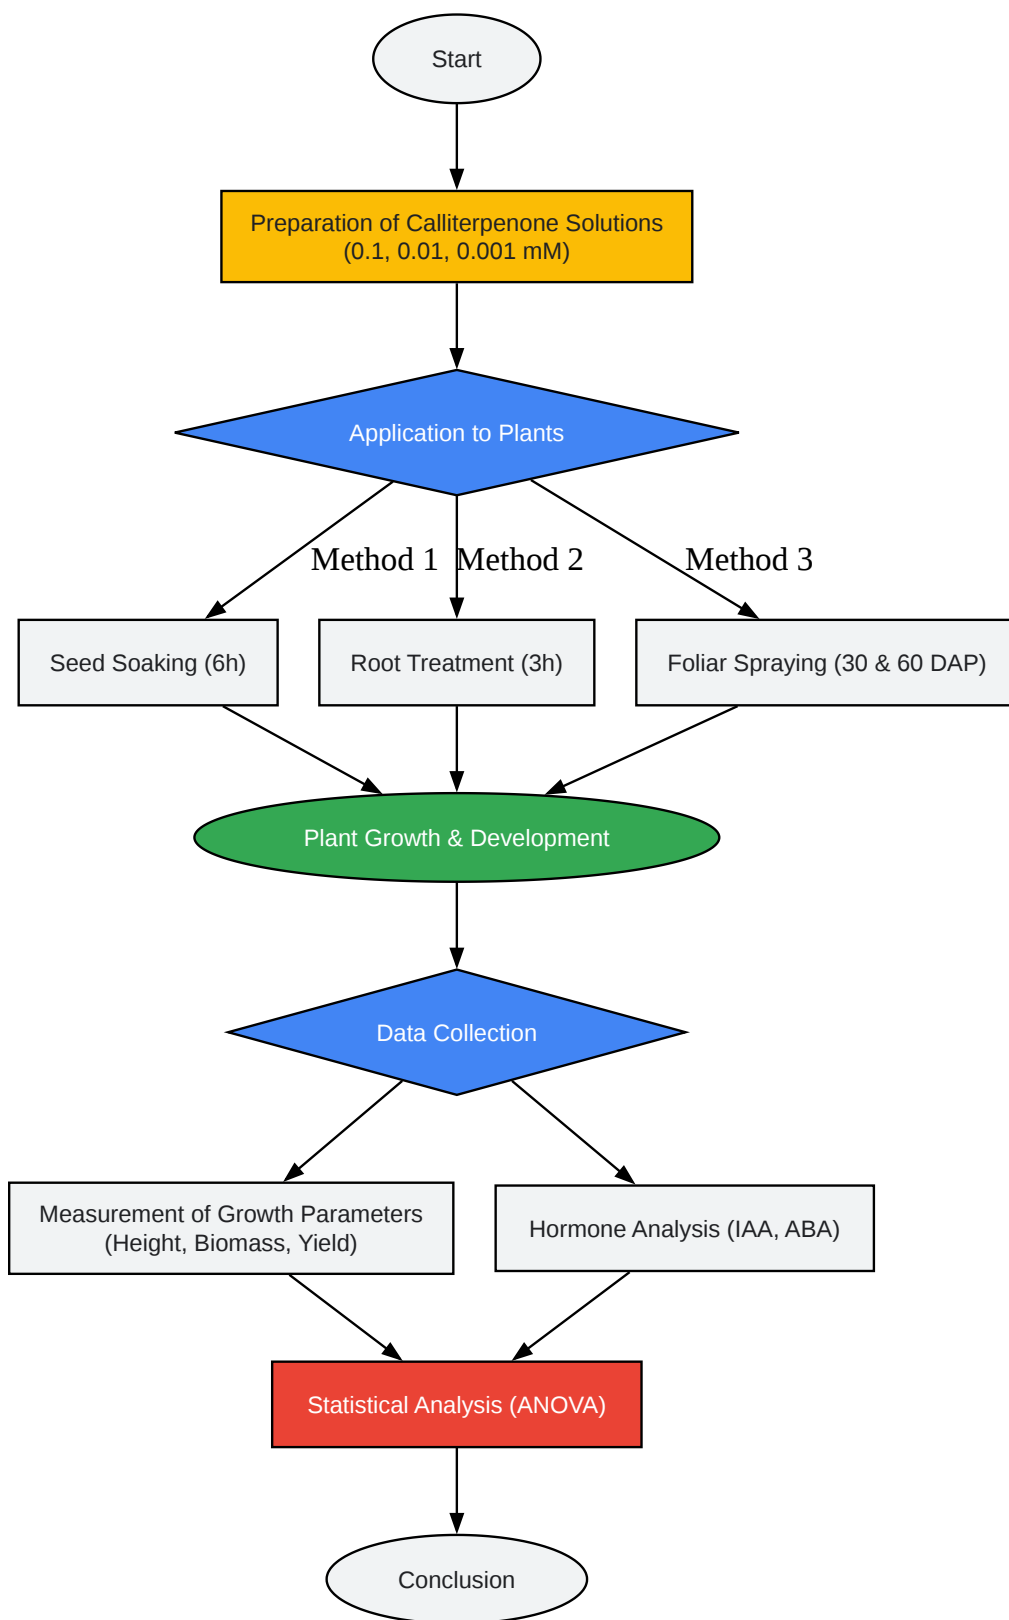 Start
Preparation of Calliterpenone Solutions
(0.1, 0.01, 0.001 mM)
Application to Plants
Method 1
Method 2
Method 3
Seed Soaking (6h)
Root Treatment (3h)
Foliar Spraying (30 & 60 DAP)
Plant Growth & Development
Data Collection
Measurement of Growth Parameters
(Height, Biomass, Yield)
Hormone Analysis (IAA, ABA)
Statistical Analysis (ANOVA)
Conclusion